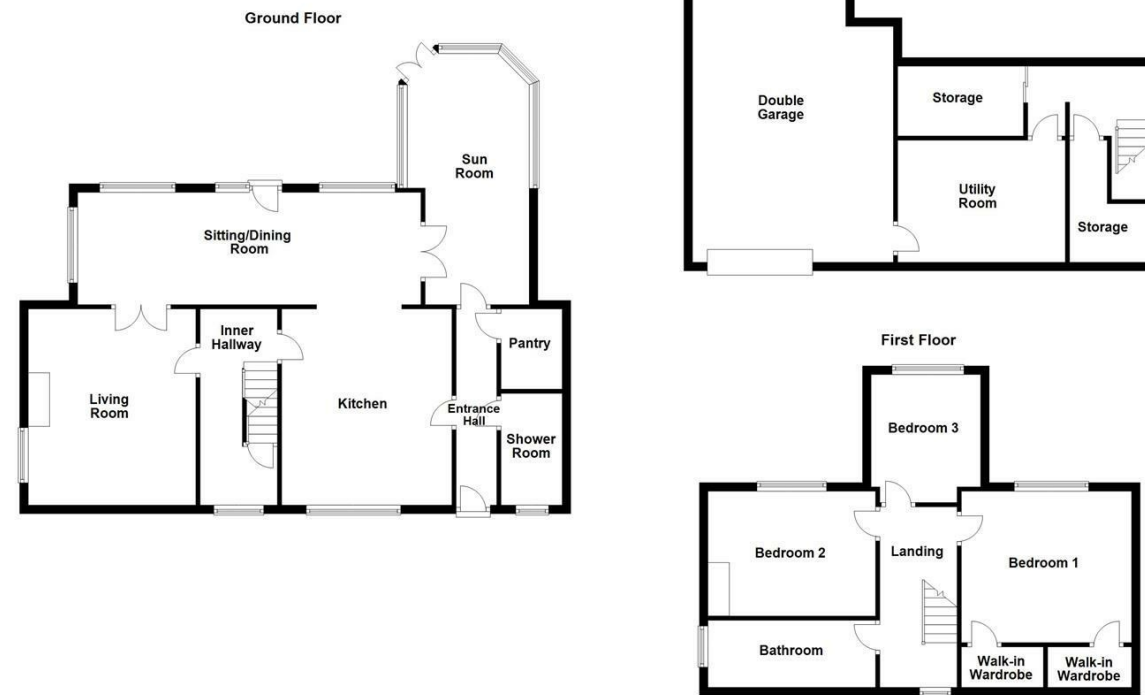 Ground Floor
Sun
Room
Sitting/Dining
Room
Inner
Hallway
Pantry
Living
Room
Kitchen
Entrance
Hall
Shower
Room
Double
Garage
Storage
Utility
Room
Storage
First Floor
Bedroom 3
Bedroom 2
Landing
Bedroom 1
Bathroom
Walk-in
Wardrobe
Walk-in
Wardrobe